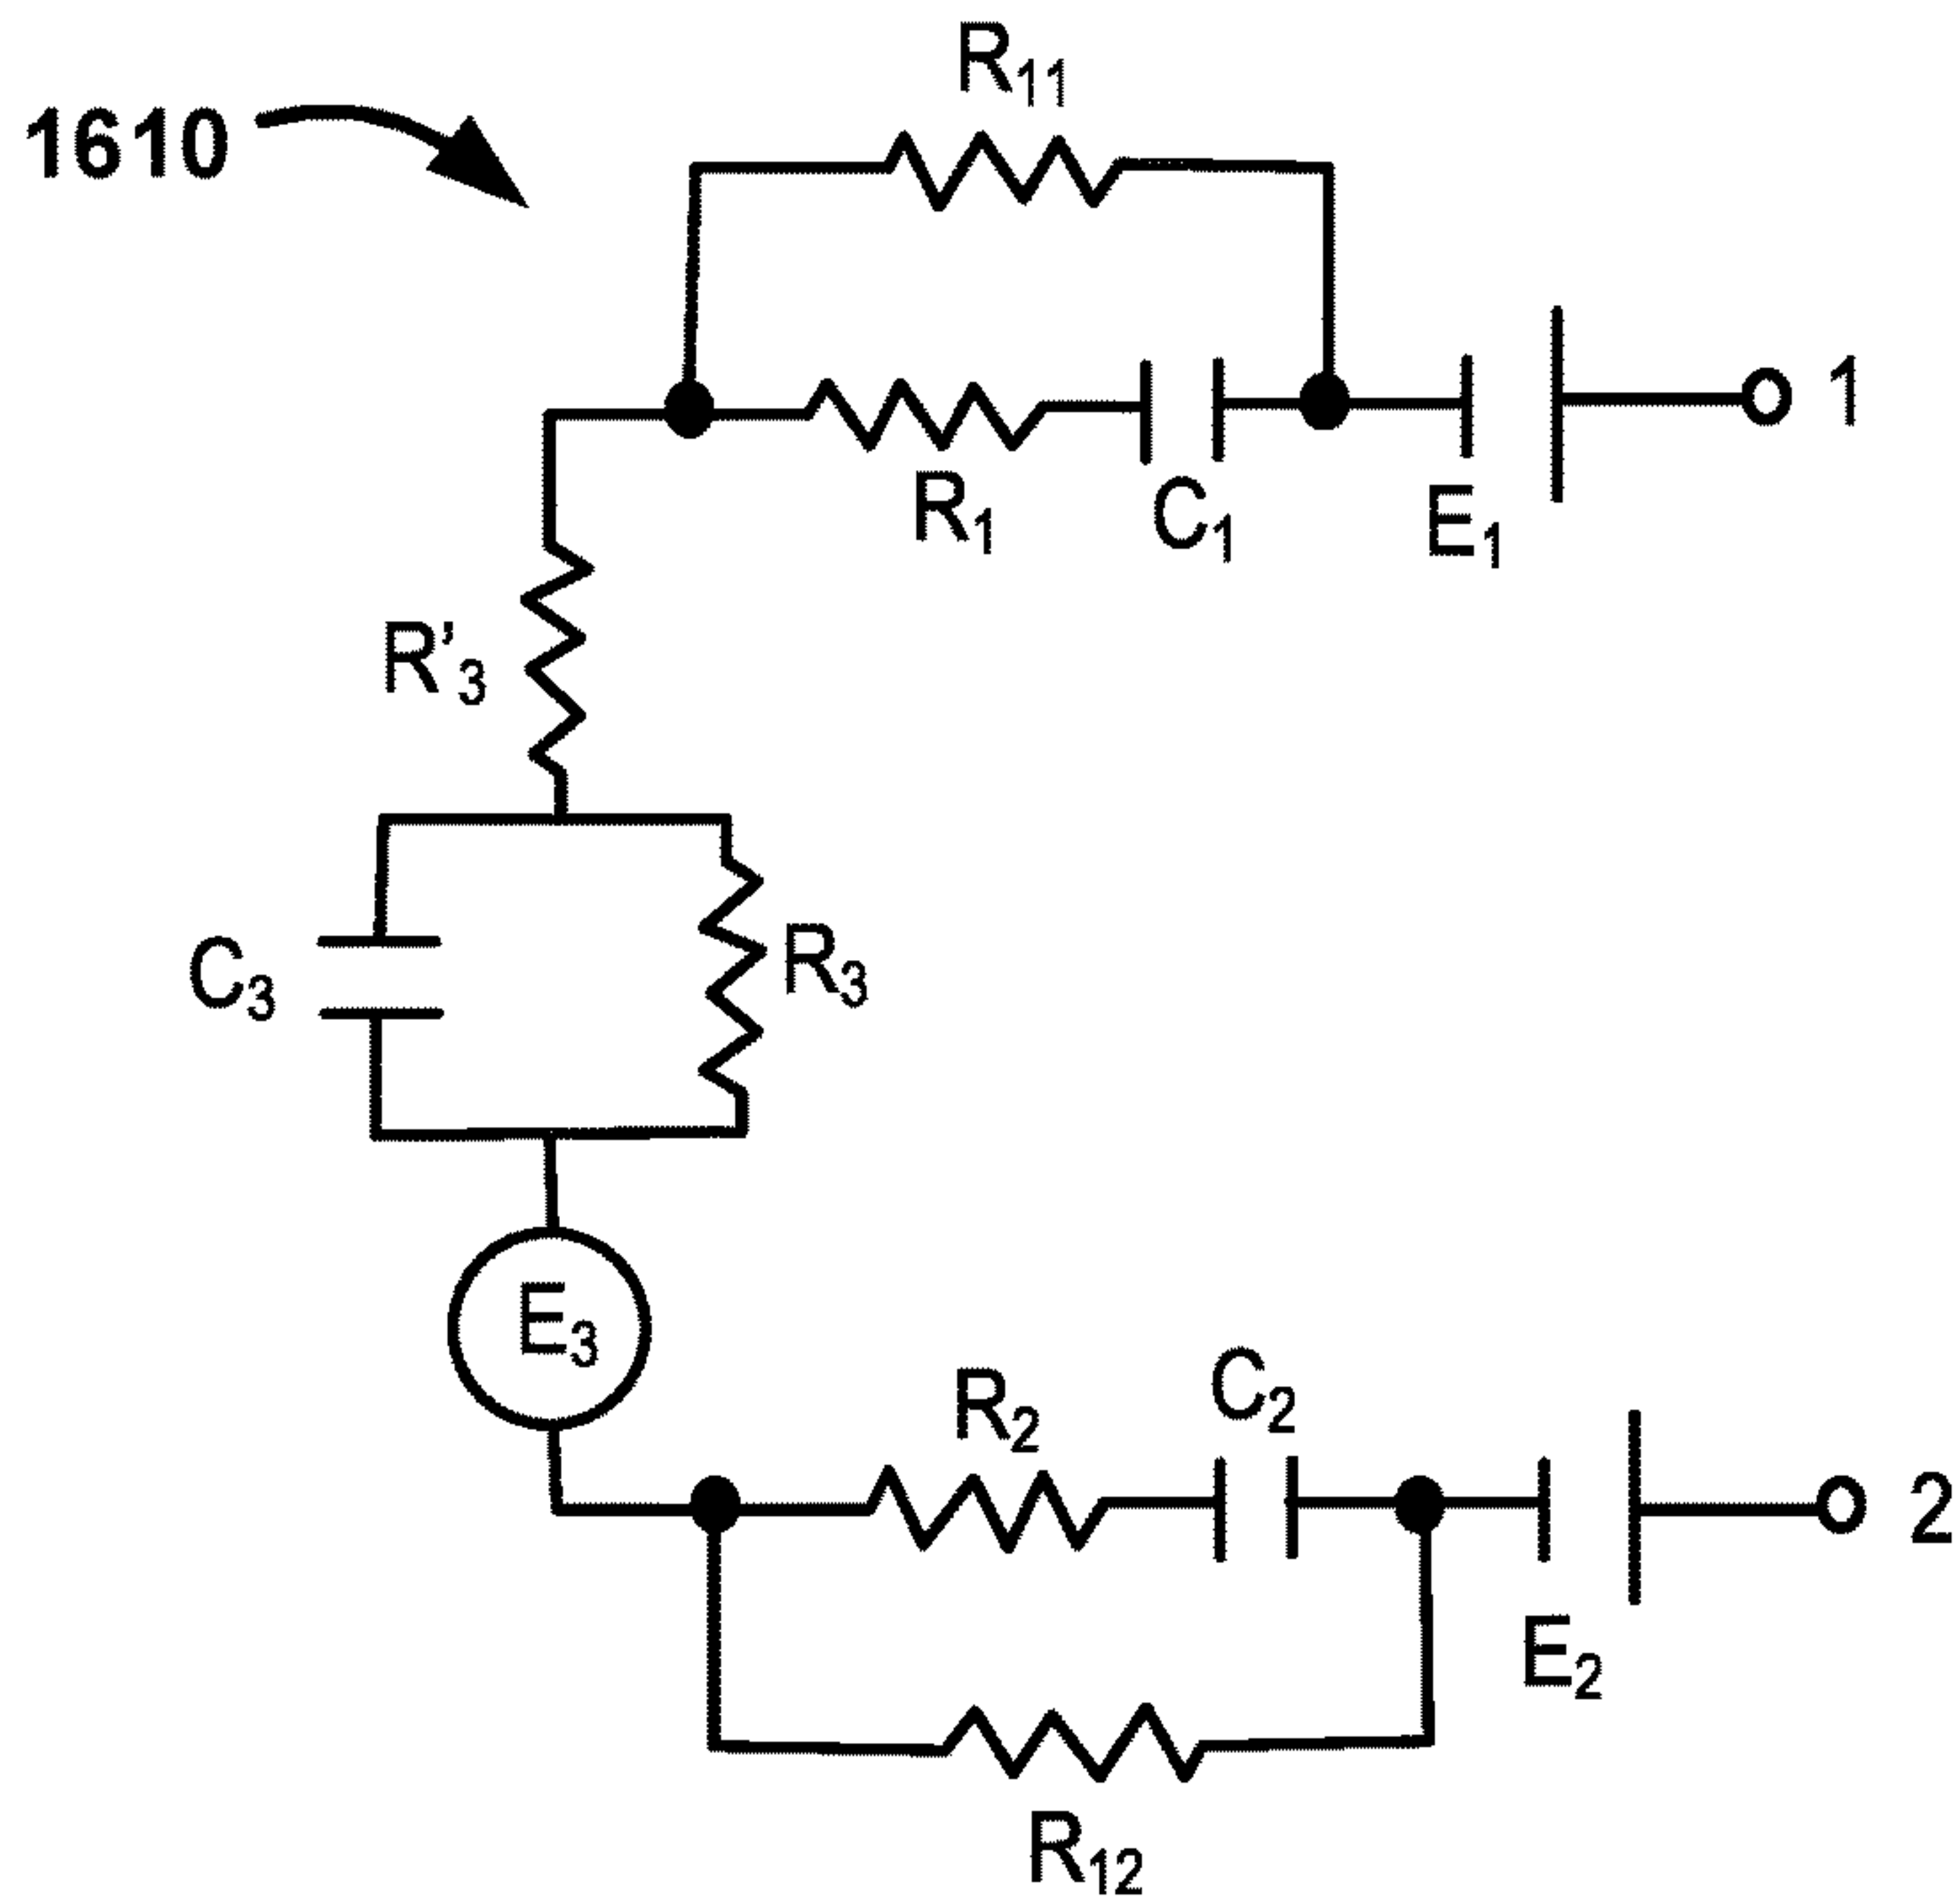 1610
R₁₁
1
R₁
C₁
E₁
R'₃
C₃
R₃
E₃
R₂
C₂
2
E₂
R₁₂